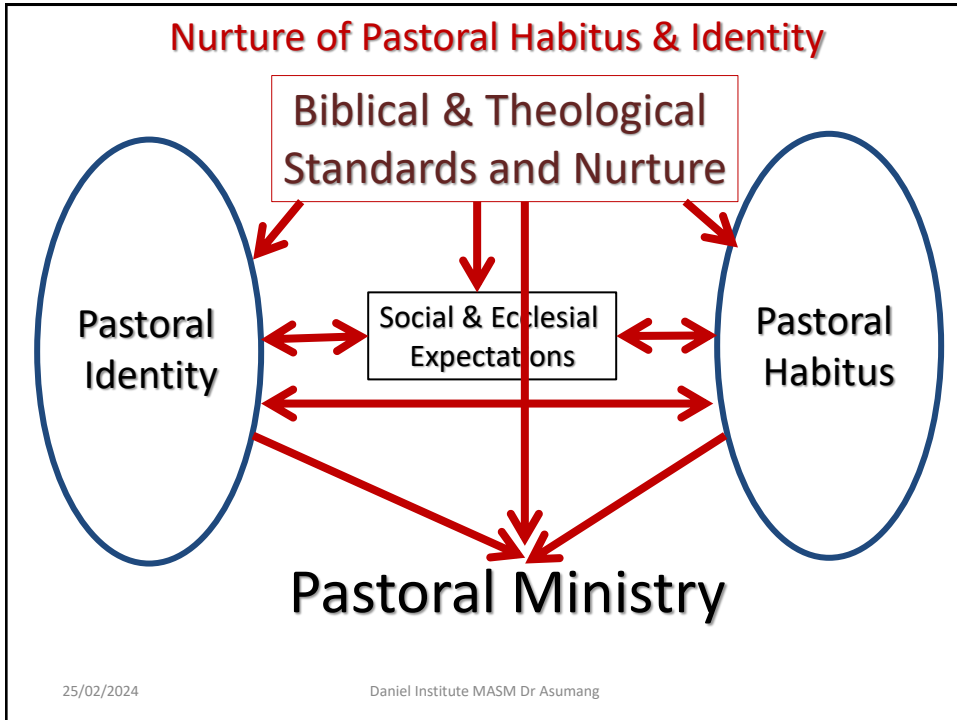 Nurture of Pastoral Habitus & Identity
Biblical & Theological
Standards and Nurture
Pastoral
Identity
Social & Ecclesial
Expectations
Pastoral
Habitus
Pastoral Ministry
25/02/2024
Daniel Institute MASM Dr Asumang